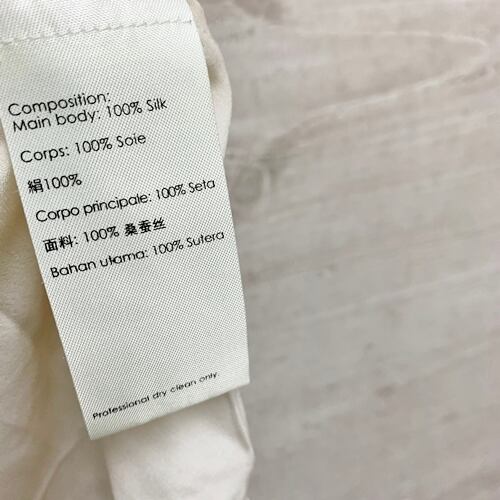 Composition:
Main body: 100% Silk
Corps: 100% Soie
絹100%
Corpo principale: 100% Seta
面料: 100% 桑蚕丝
Bahan utama: 100% Sutera
Professional dry clean only.